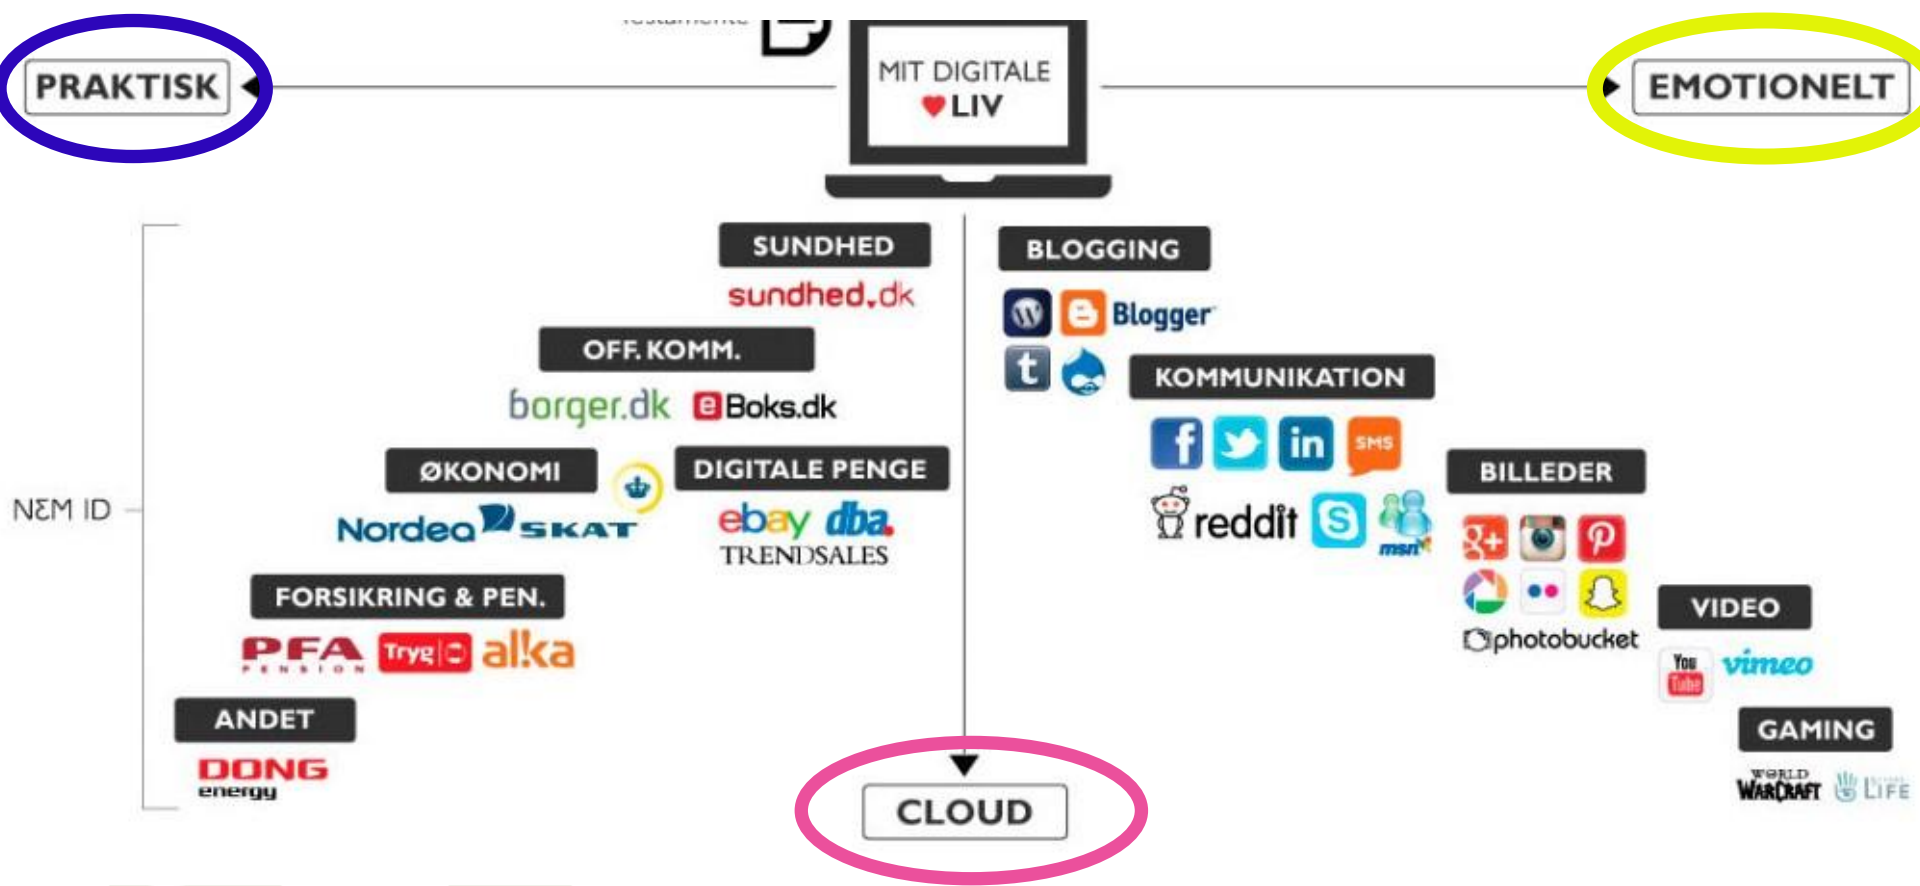 MIT DIGITALE
LIV
PRAKTISK
EMOTIONELT
SUNDHED
sundhed.dk
OFF. KOMM.
borger.dk e Boks.dk
ØKONOMI
Nordea SKAT
DIGITALE PENGE
ebay dba.
TRENDSALES
NEM ID
FORSIKRING & PEN.
PFA Tryg alka
PENSION
ANDET
DONG
energy
BLOGGING
W B Blogger
t
KOMMUNIKATION
f in SMS
reddit S msn
BILLEDER
g+ P
photobucket
VIDEO
You Tube vimeo
GAMING
WORLD
WARCRAFT LIFE
CLOUD